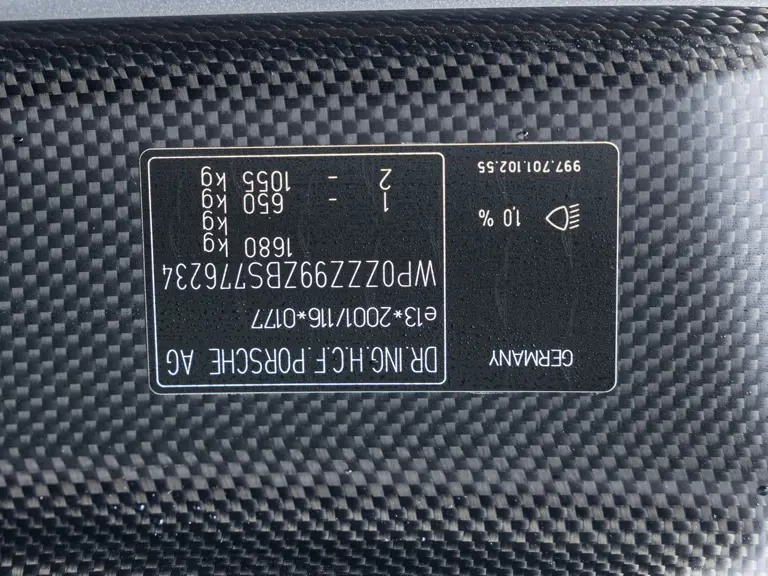 DR.ING.H.C.F.PORSCHE AG
e13*2001/116*0177
WP0ZZZ99ZBS776234
1680 kg
kg
1 - 650 kg
2 - 1055 kg
GERMANY
1,0 %
997.701.102.55